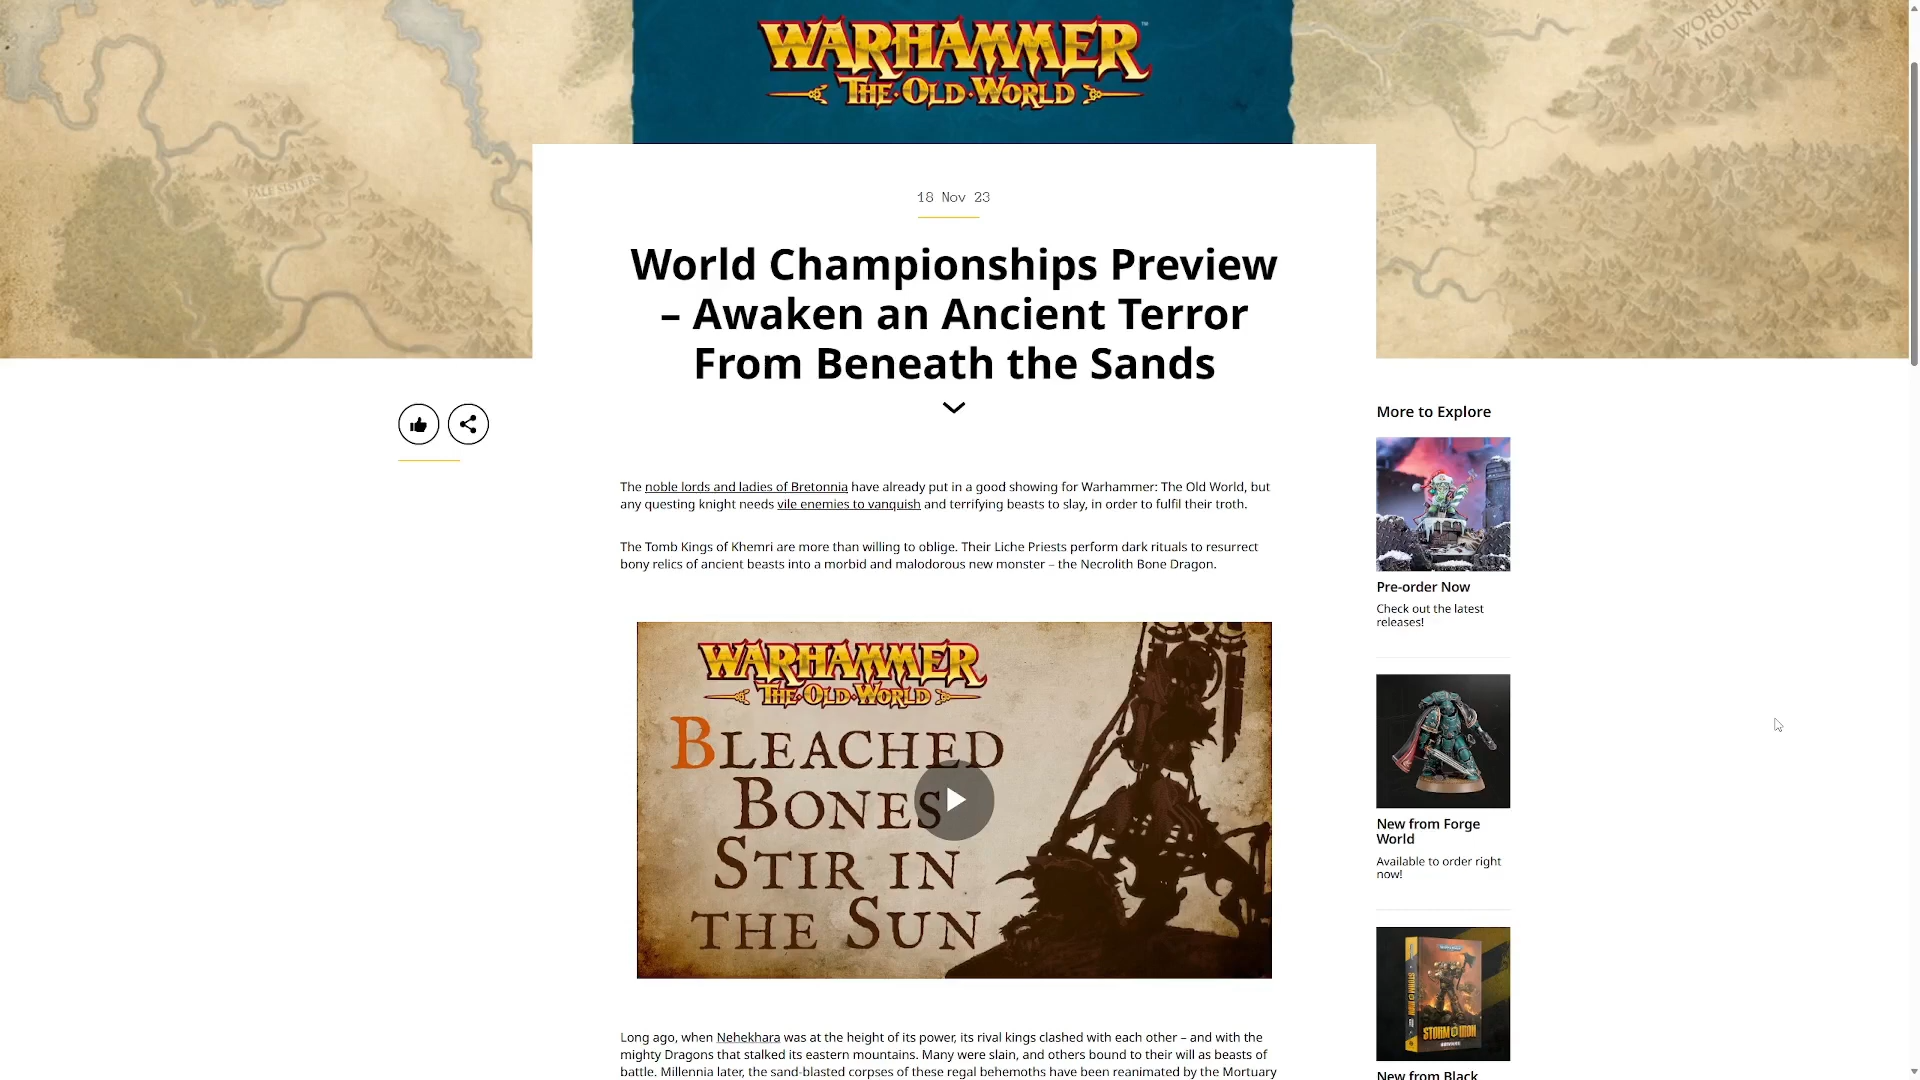 WARHAMMER™
THE·OLD·WORLD
WORLD
MOUNT
PALE SISTERS
18 Nov 23
World Championships Preview
– Awaken an Ancient Terror
From Beneath the Sands
The noble lords and ladies of Bretonnia have already put in a good showing for Warhammer: The Old World, but
any questing knight needs vile enemies to vanquish and terrifying beasts to slay, in order to fulfil their troth.
The Tomb Kings of Khemri are more than willing to oblige. Their Liche Priests perform dark rituals to resurrect
bony relics of ancient beasts into a morbid and malodorous new monster – the Necrolith Bone Dragon.
WARHAMMER
THE·OLD·WORLD
BLEACHED
BONES
STIR IN
THE SUN
Long ago, when Nehekhara was at the height of its power, its rival kings clashed with each other – and with the
mighty Dragons that stalked its eastern mountains. Many were slain, and others bound to their will as beasts of
battle. Millennia later, the sand-blasted corpses of these regal behemoths have been reanimated by the Mortuary
More to Explore
Pre-order Now
Check out the latest
releases!
New from Forge
World
Available to order right
now!
STORM OF IRON
New from Black